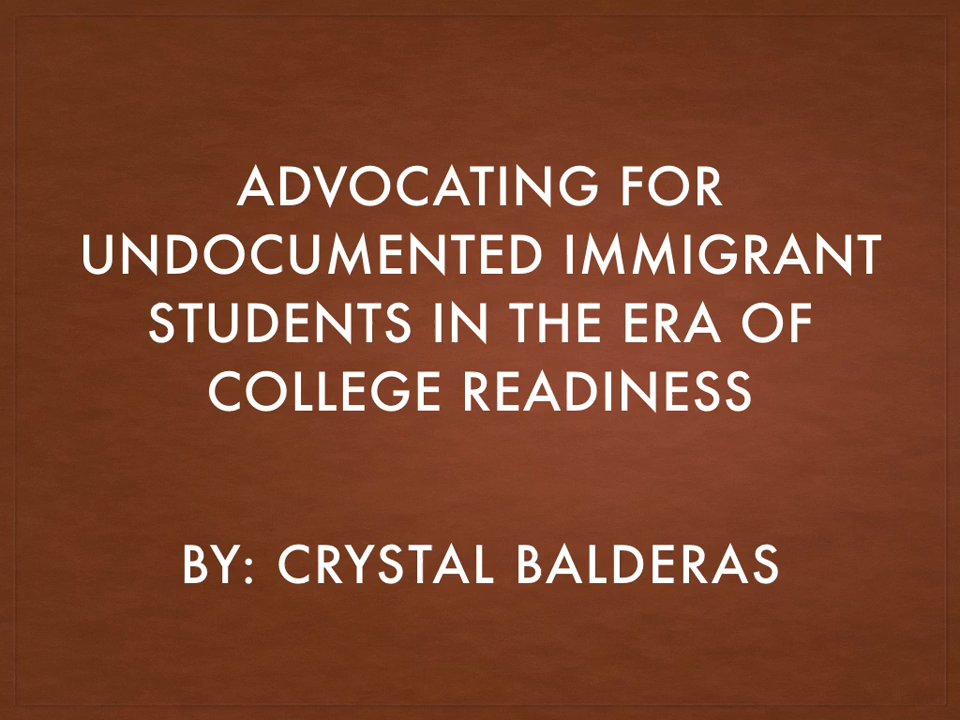 ADVOCATING FOR
UNDOCUMENTED IMMIGRANT
STUDENTS IN THE ERA OF
COLLEGE READINESS
BY: CRYSTAL BALDERAS